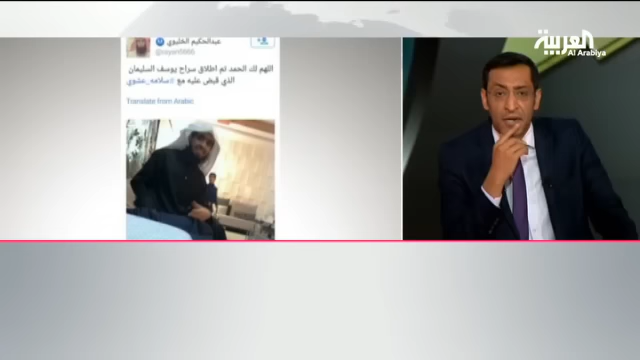 العربية
Al Arabiya
عبدالحكيم الخليوي
اللهم لك الحمد تم اطلاق سراح يوسف السليمان
الذي قبض عليه مع #سلامه_عشوي
Translate from Arabic